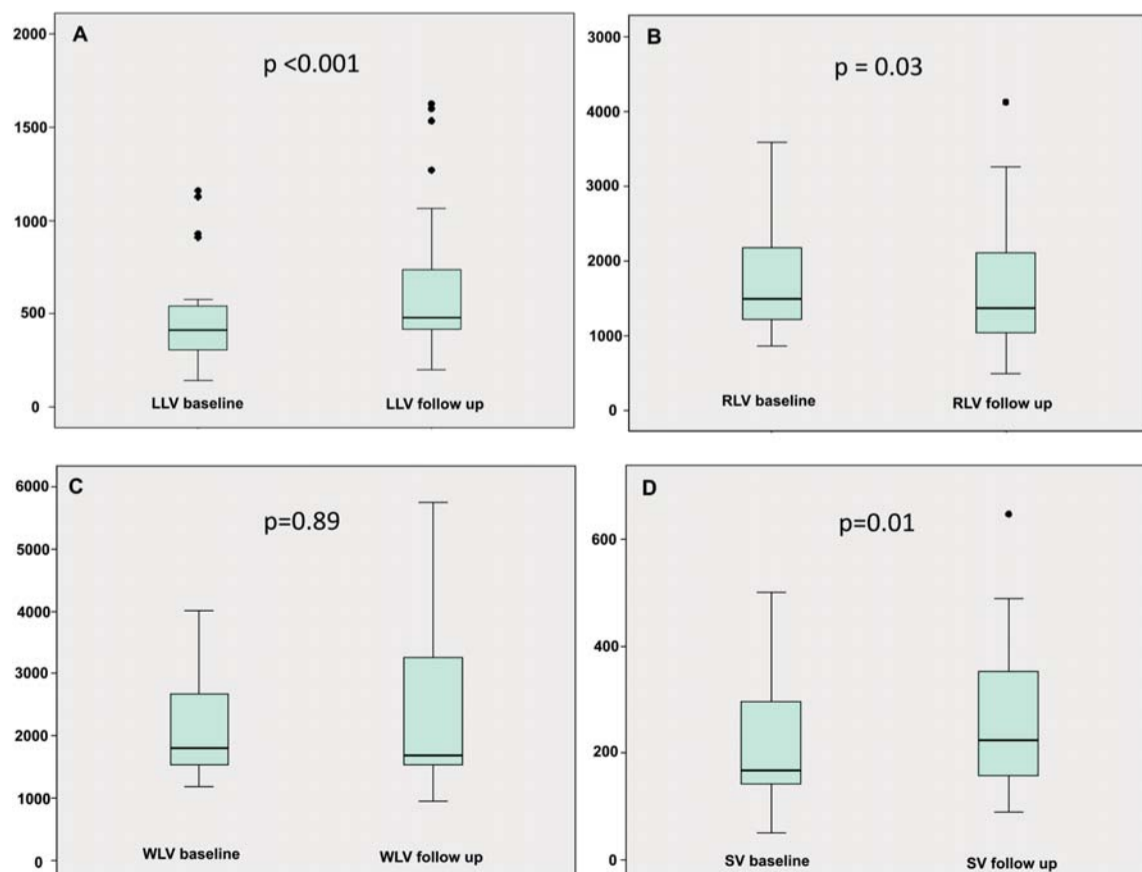 A
p <0.001
2000
1500
1000
500
0
LLV baseline
LLV follow up
B
p = 0.03
3000
4000
3000
2000
1000
0
RLV baseline
RLV follow up
C
p=0.89
6000
5000
4000
3000
2000
1000
0
WLV baseline
WLV follow up
D
p=0.01
600
400
200
0
SV baseline
SV follow up